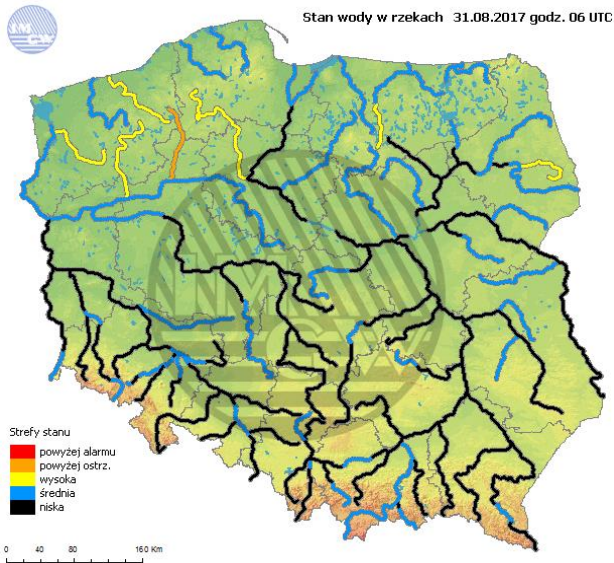 Stan wody w rzekach 31.08.2017 godz. 06 UTC
Strefy stanu
powyżej alarmu
powyżej ostrz.
wysoka
średnia
niska
0 40 80 160 Km